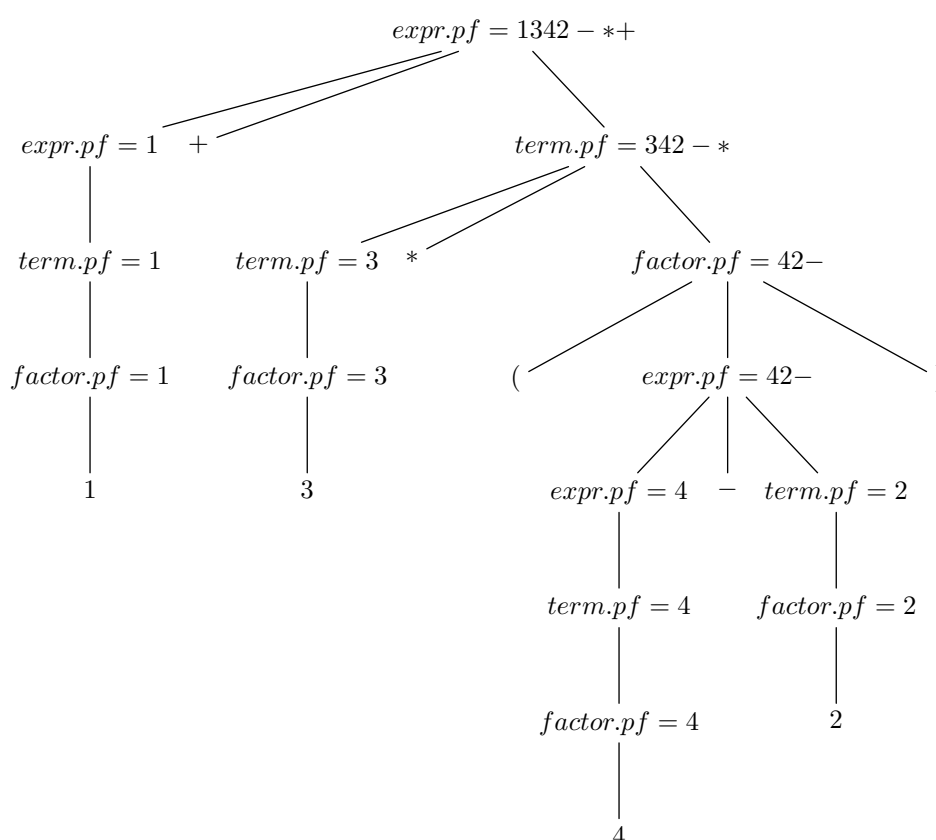 expr.pf = 1342 − ∗+
expr.pf = 1 + term.pf = 342 − ∗
term.pf = 1 term.pf = 3 * factor.pf = 42−
factor.pf = 1 factor.pf = 3 ( expr.pf = 42−
1 3 expr.pf = 4 − term.pf = 2
term.pf = 4 factor.pf = 2
factor.pf = 4 2
4